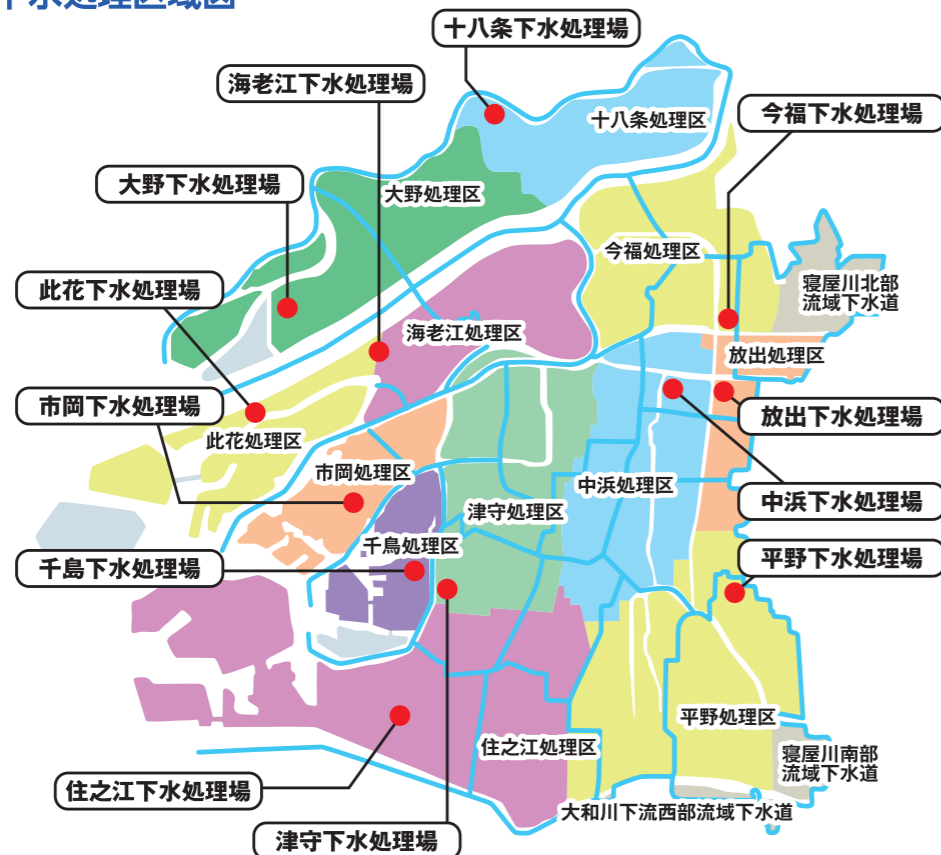 下水処理区域図
十八条下水処理場
海老江下水処理場
十八条処理区
今福下水処理場
大野下水処理場
大野処理区
今福処理区
此花下水処理場
寝屋川北部
流域下水道
海老江処理区
放出処理区
市岡下水処理場
放出下水処理場
此花処理区
市岡処理区
中浜処理区
中浜下水処理場
津守処理区
千島処理区
平野下水処理場
千島下水処理場
平野処理区
住之江処理区
寝屋川南部
流域下水道
住之江下水処理場
大和川下流西部流域下水道
津守下水処理場